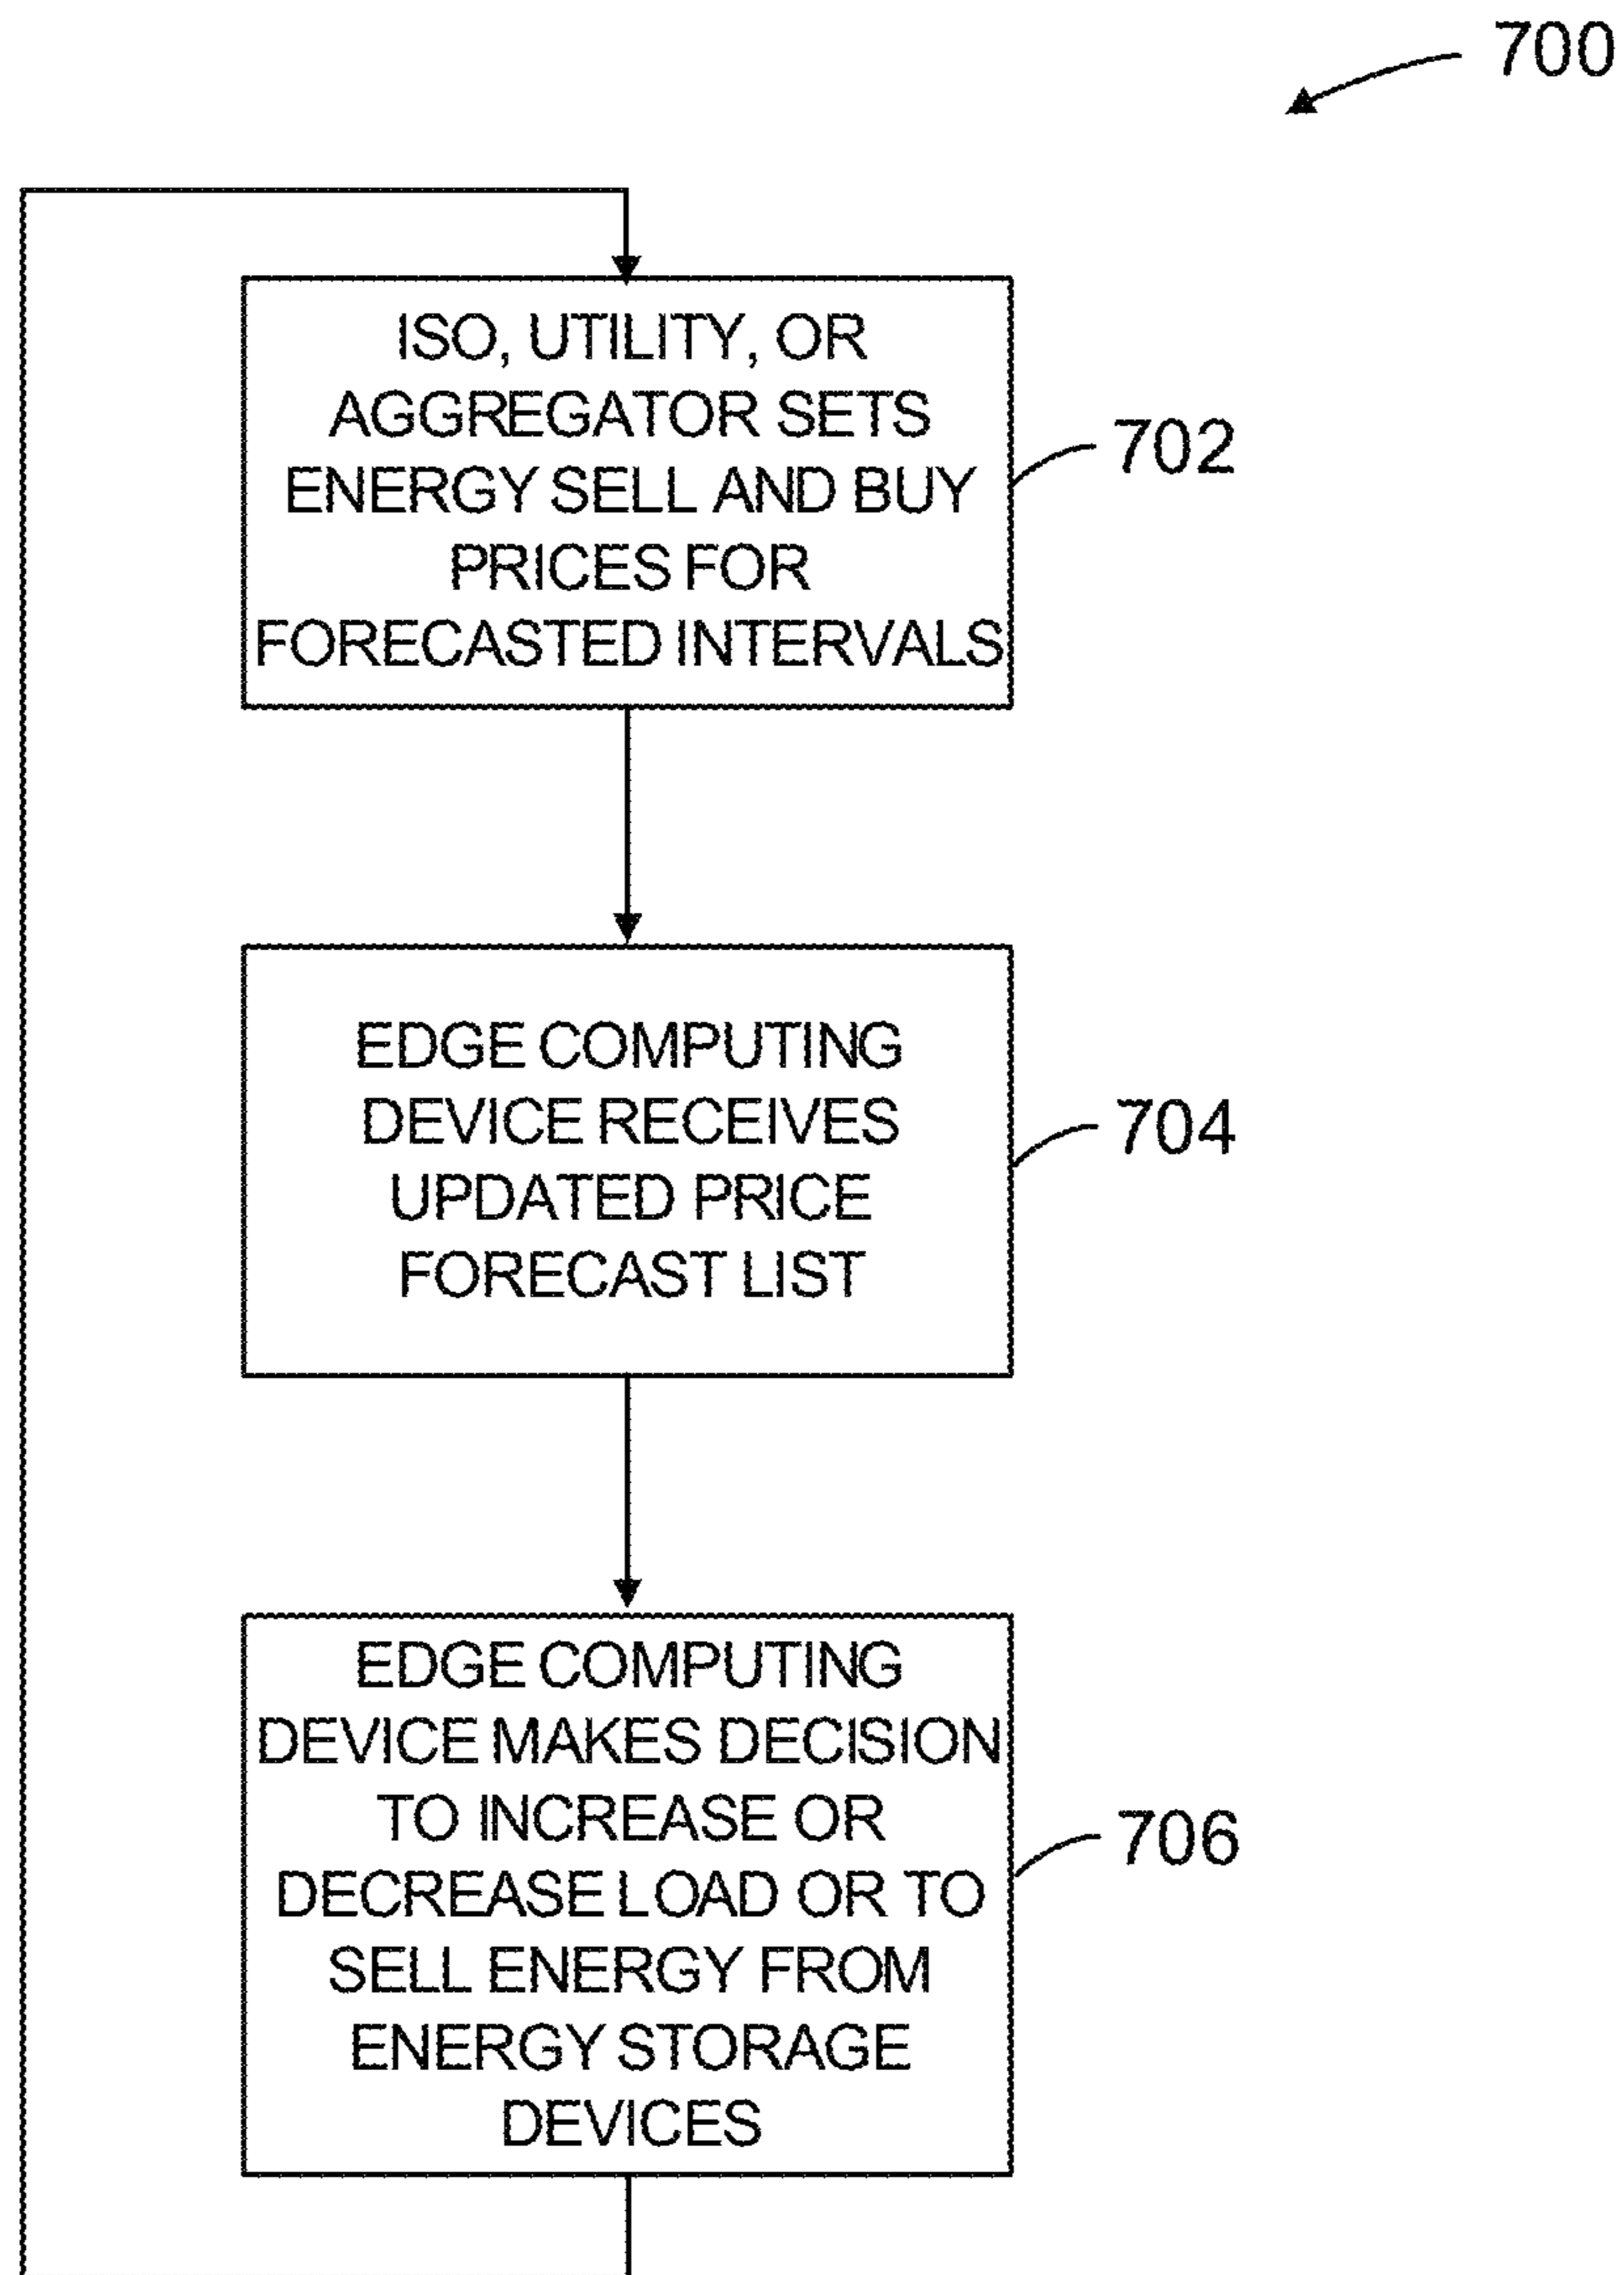 700
ISO, UTILITY, OR
AGGREGATOR SETS
ENERGY SELL AND BUY
PRICES FOR
FORECASTED INTERVALS
702
EDGE COMPUTING
DEVICE RECEIVES
UPDATED PRICE
FORECAST LIST
704
EDGE COMPUTING
DEVICE MAKES DECISION
TO INCREASE OR
DECREASE LOAD OR TO
SELL ENERGY FROM
ENERGY STORAGE
DEVICES
706